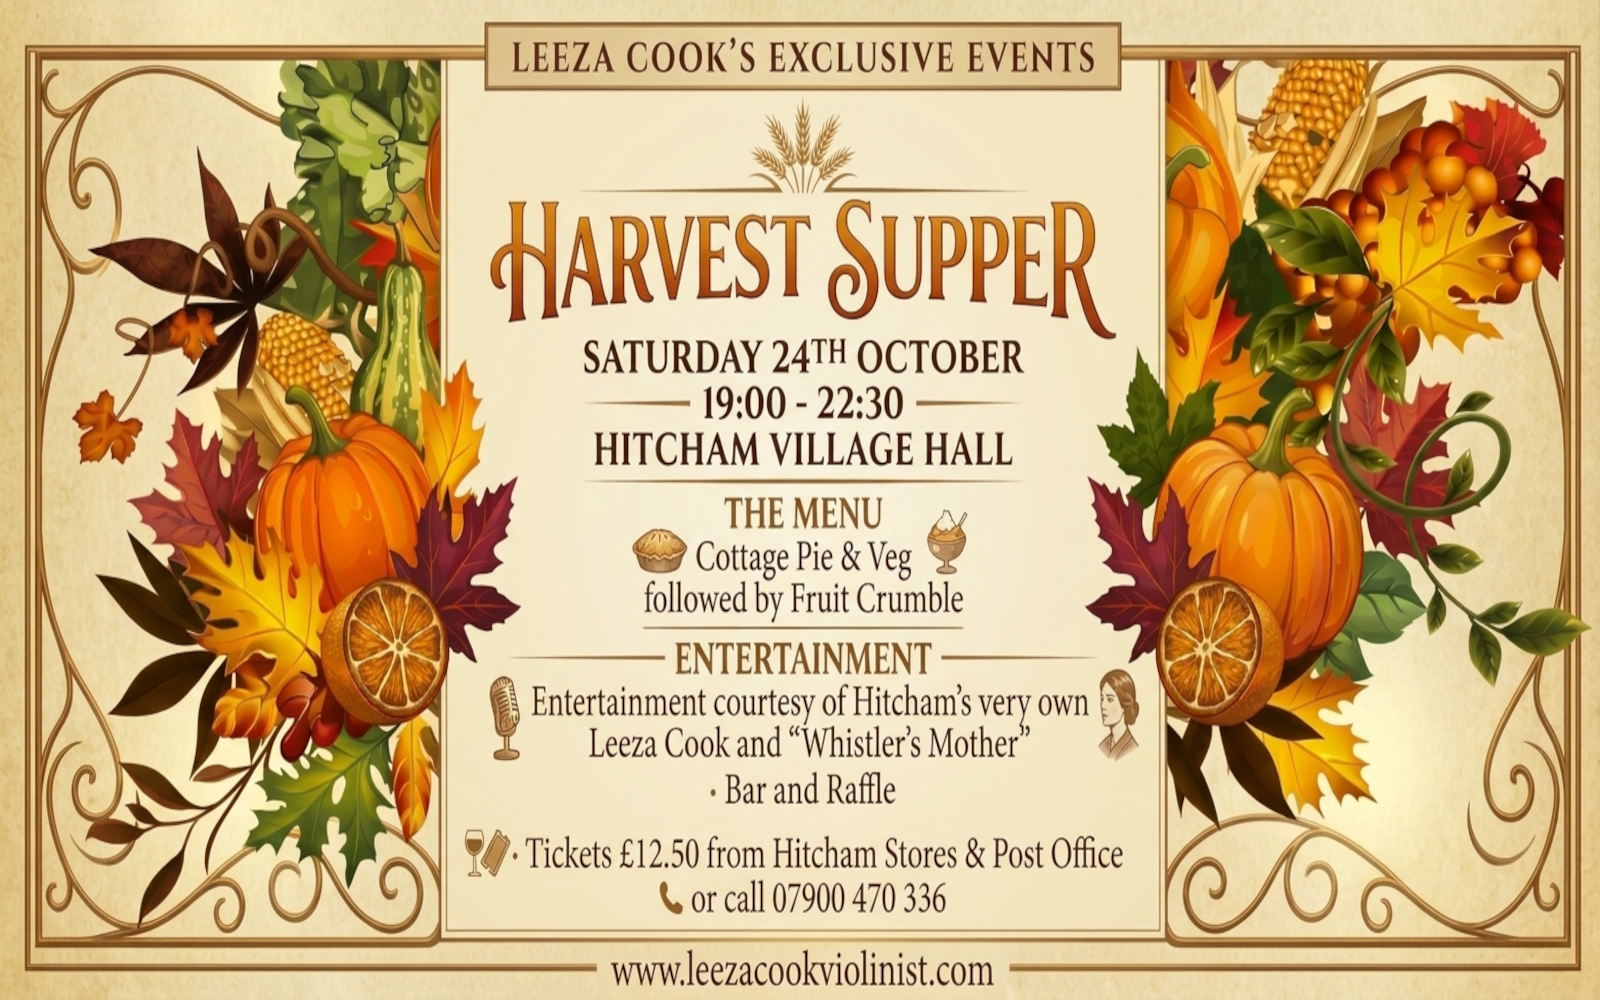 LEEZA COOK'S EXCLUSIVE EVENTS
HARVEST SUPPER
SATURDAY 24TH OCTOBER
19:00 - 22:30
HITCHAM VILLAGE HALL
THE MENU
Cottage Pie & Veg
followed by Fruit Crumble
ENTERTAINMENT
Entertainment courtesy of Hitcham's very own
Leeza Cook and “Whistler's Mother”
· Bar and Raffle
· Tickets £12.50 from Hitcham Stores & Post Office
or call 07900 470 336
www.leezacookviolinist.com